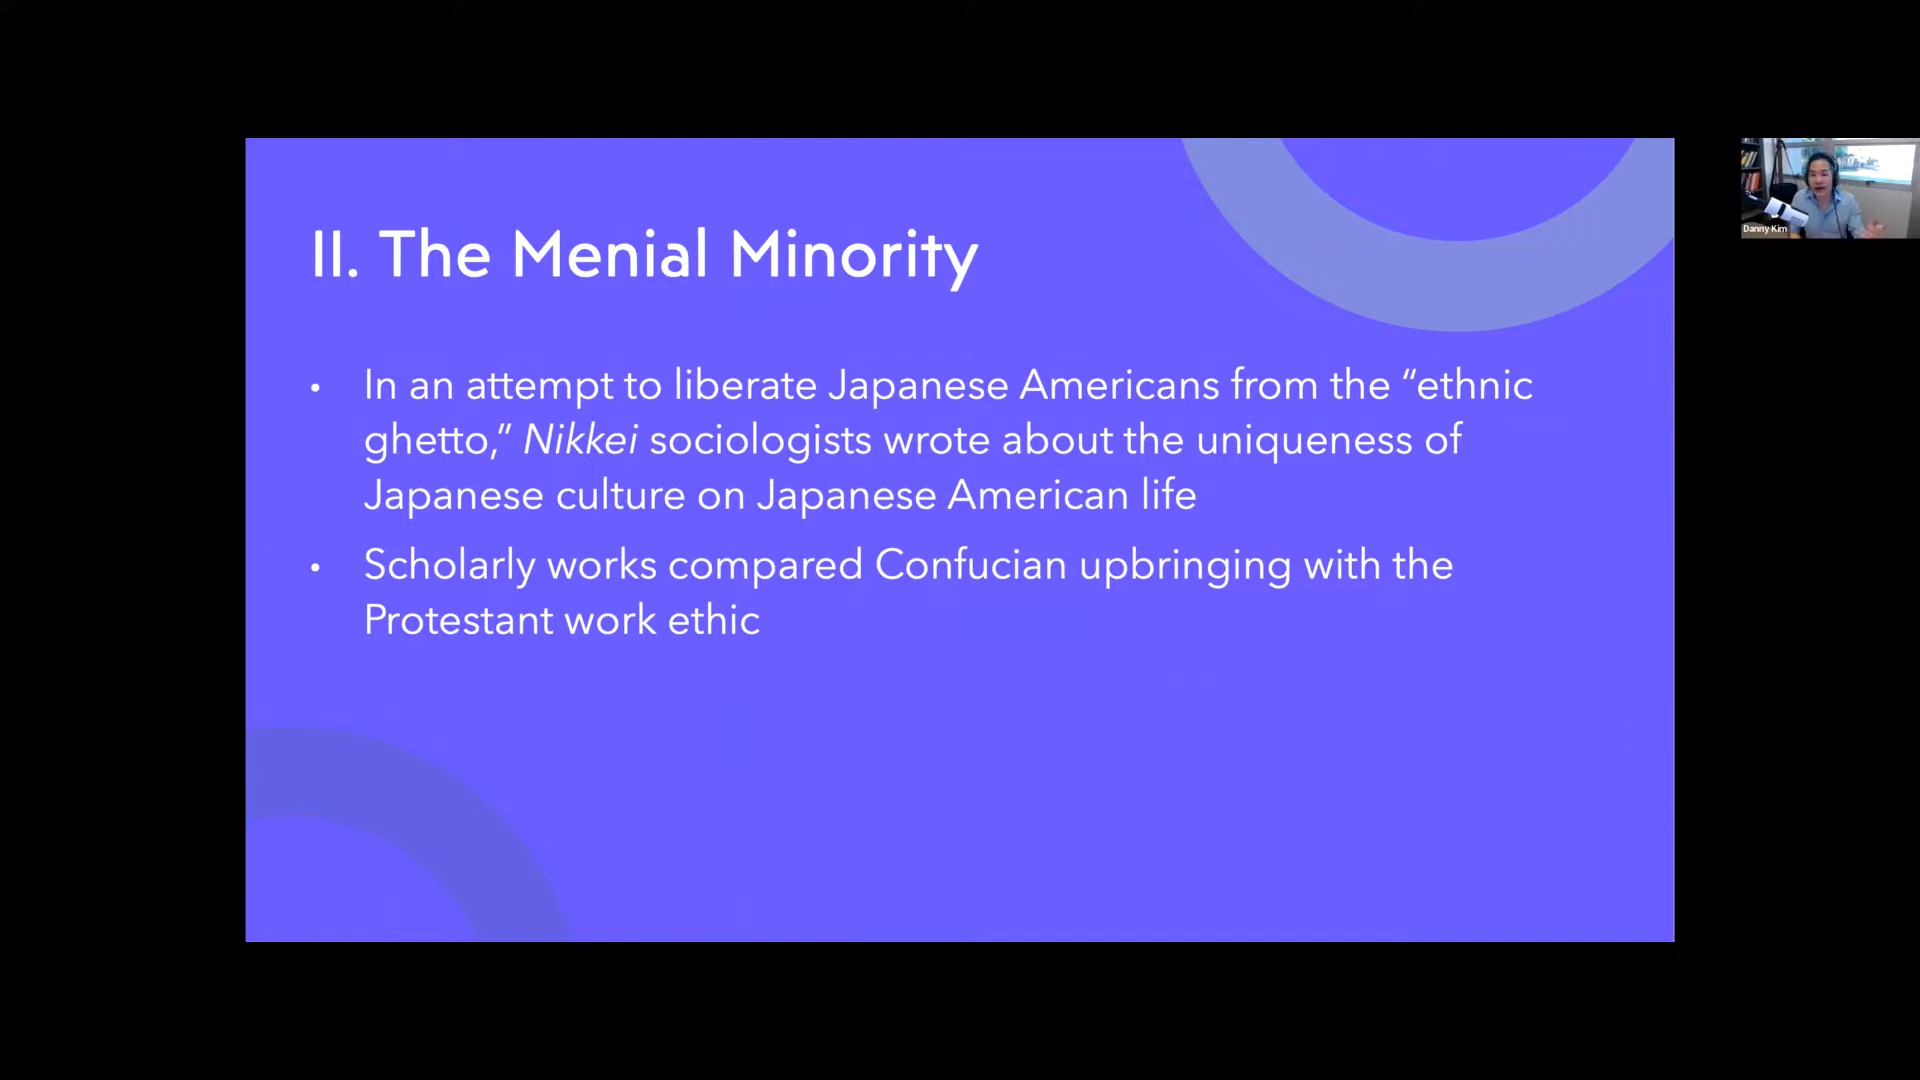 II. The Menial Minority
• In an attempt to liberate Japanese Americans from the “ethnic
ghetto,” Nikkei sociologists wrote about the uniqueness of
Japanese culture on Japanese American life
• Scholarly works compared Confucian upbringing with the
Protestant work ethic
Danny Kim